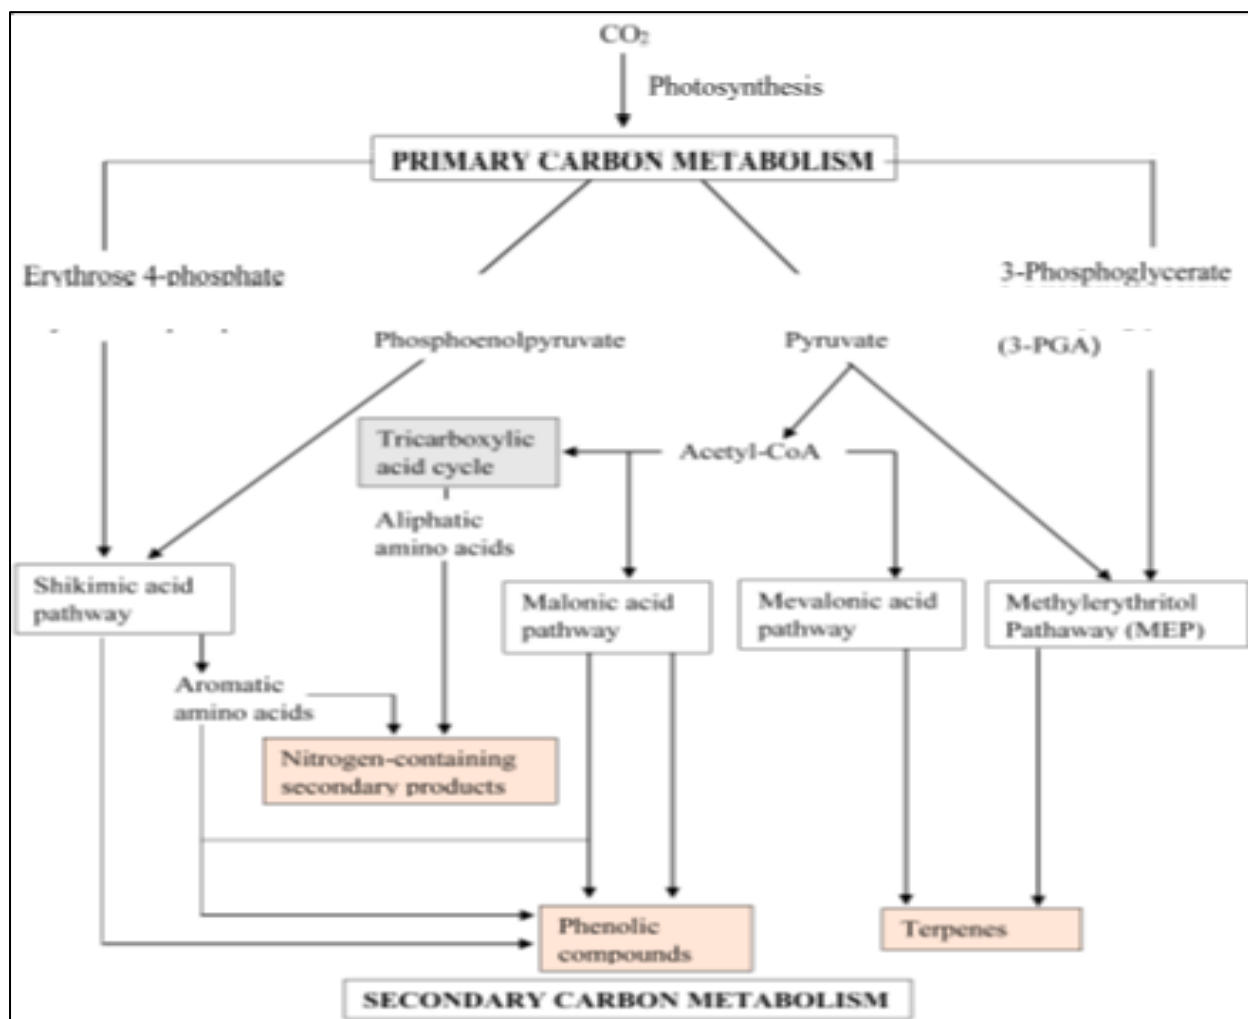 CO₂
Photosynthesis
PRIMARY CARBON METABOLISM
Erythrose 4-phosphate
3-Phosphoglycerate
Phosphoenolpyruvate
Pyruvate
(3-PGA)
Tricarboxylic
acid cycle
Acetyl-CoA
Aliphatic
amino acids
Shikimic acid
pathway
Malonic acid
pathway
Mevalonic acid
pathway
Methylerythritol
Pathaway (MEP)
Aromatic
amino acids
Nitrogen-containing
secondary products
Phenolic
compounds
Terpenes
SECONDARY CARBON METABOLISM